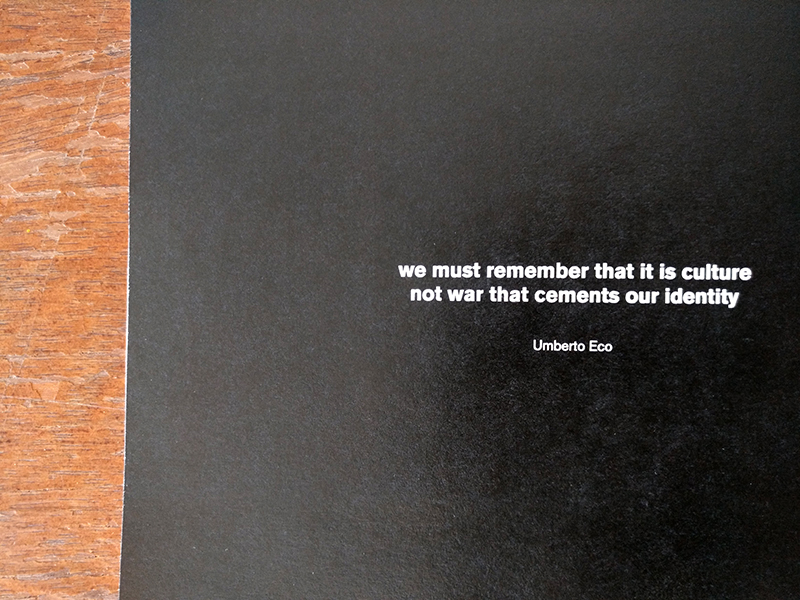 we must remember that it is culture
not war that cements our identity
Umberto Eco